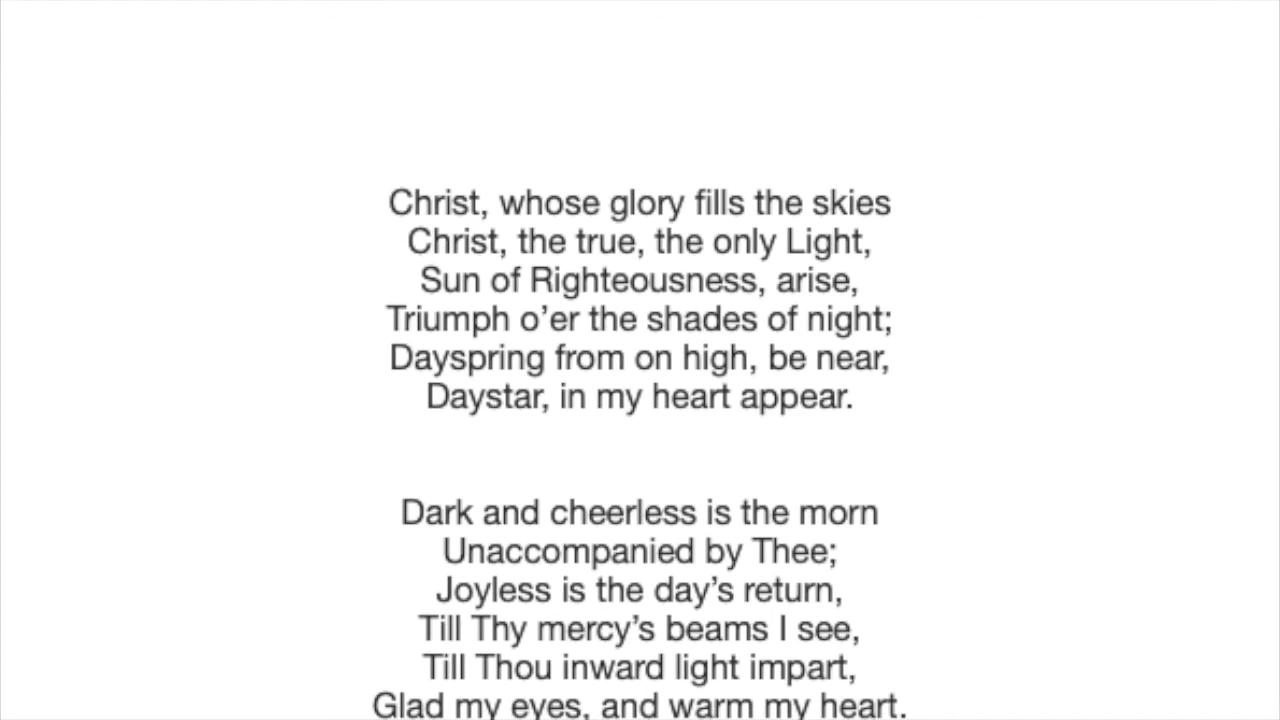 Christ, whose glory fills the skies
Christ, the true, the only Light,
Sun of Righteousness, arise,
Triumph o’er the shades of night;
Dayspring from on high, be near,
Daystar, in my heart appear.

Dark and cheerless is the morn
Unaccompanied by Thee;
Joyless is the day’s return,
Till Thy mercy’s beams I see,
Till Thou inward light impart,
Glad my eyes, and warm my heart.